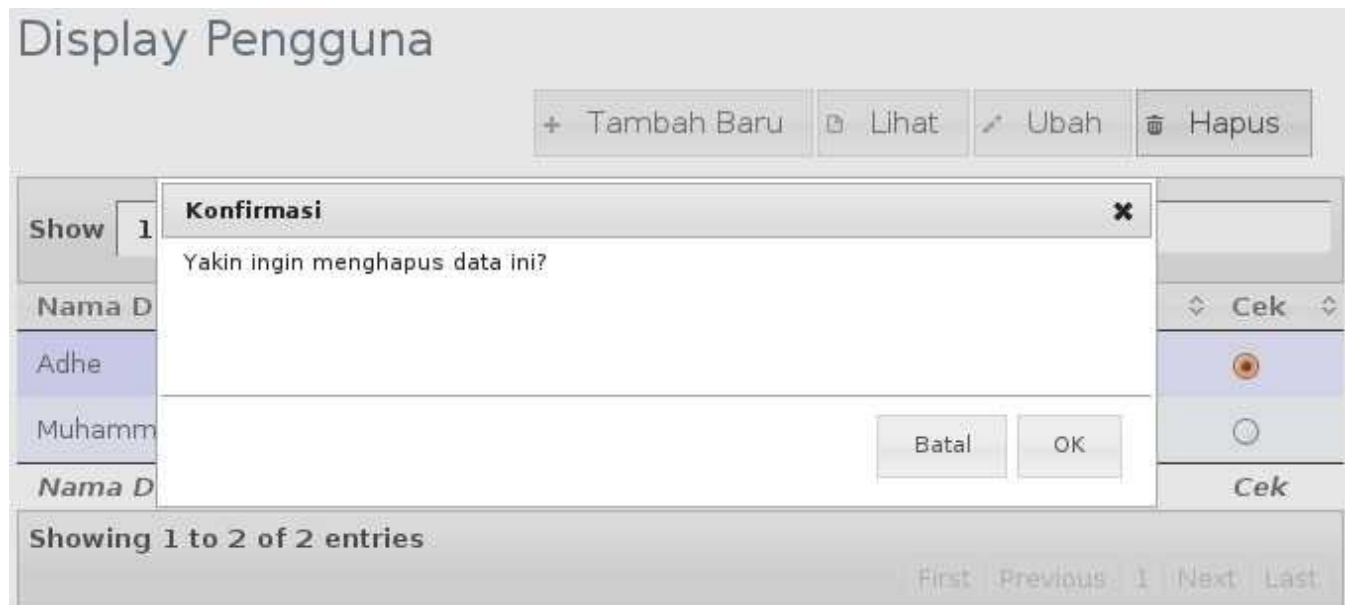 Display Pengguna
Tambah Baru Lihat Ubah Hapus
Konfirmasi
Show 1
Yakin ingin menghapus data ini?
Nama D Cek
Adhe
Muhamm
Batal OK
Nama D Cek
Showing 1 to 2 of 2 entries
First Previous 1 Next Last